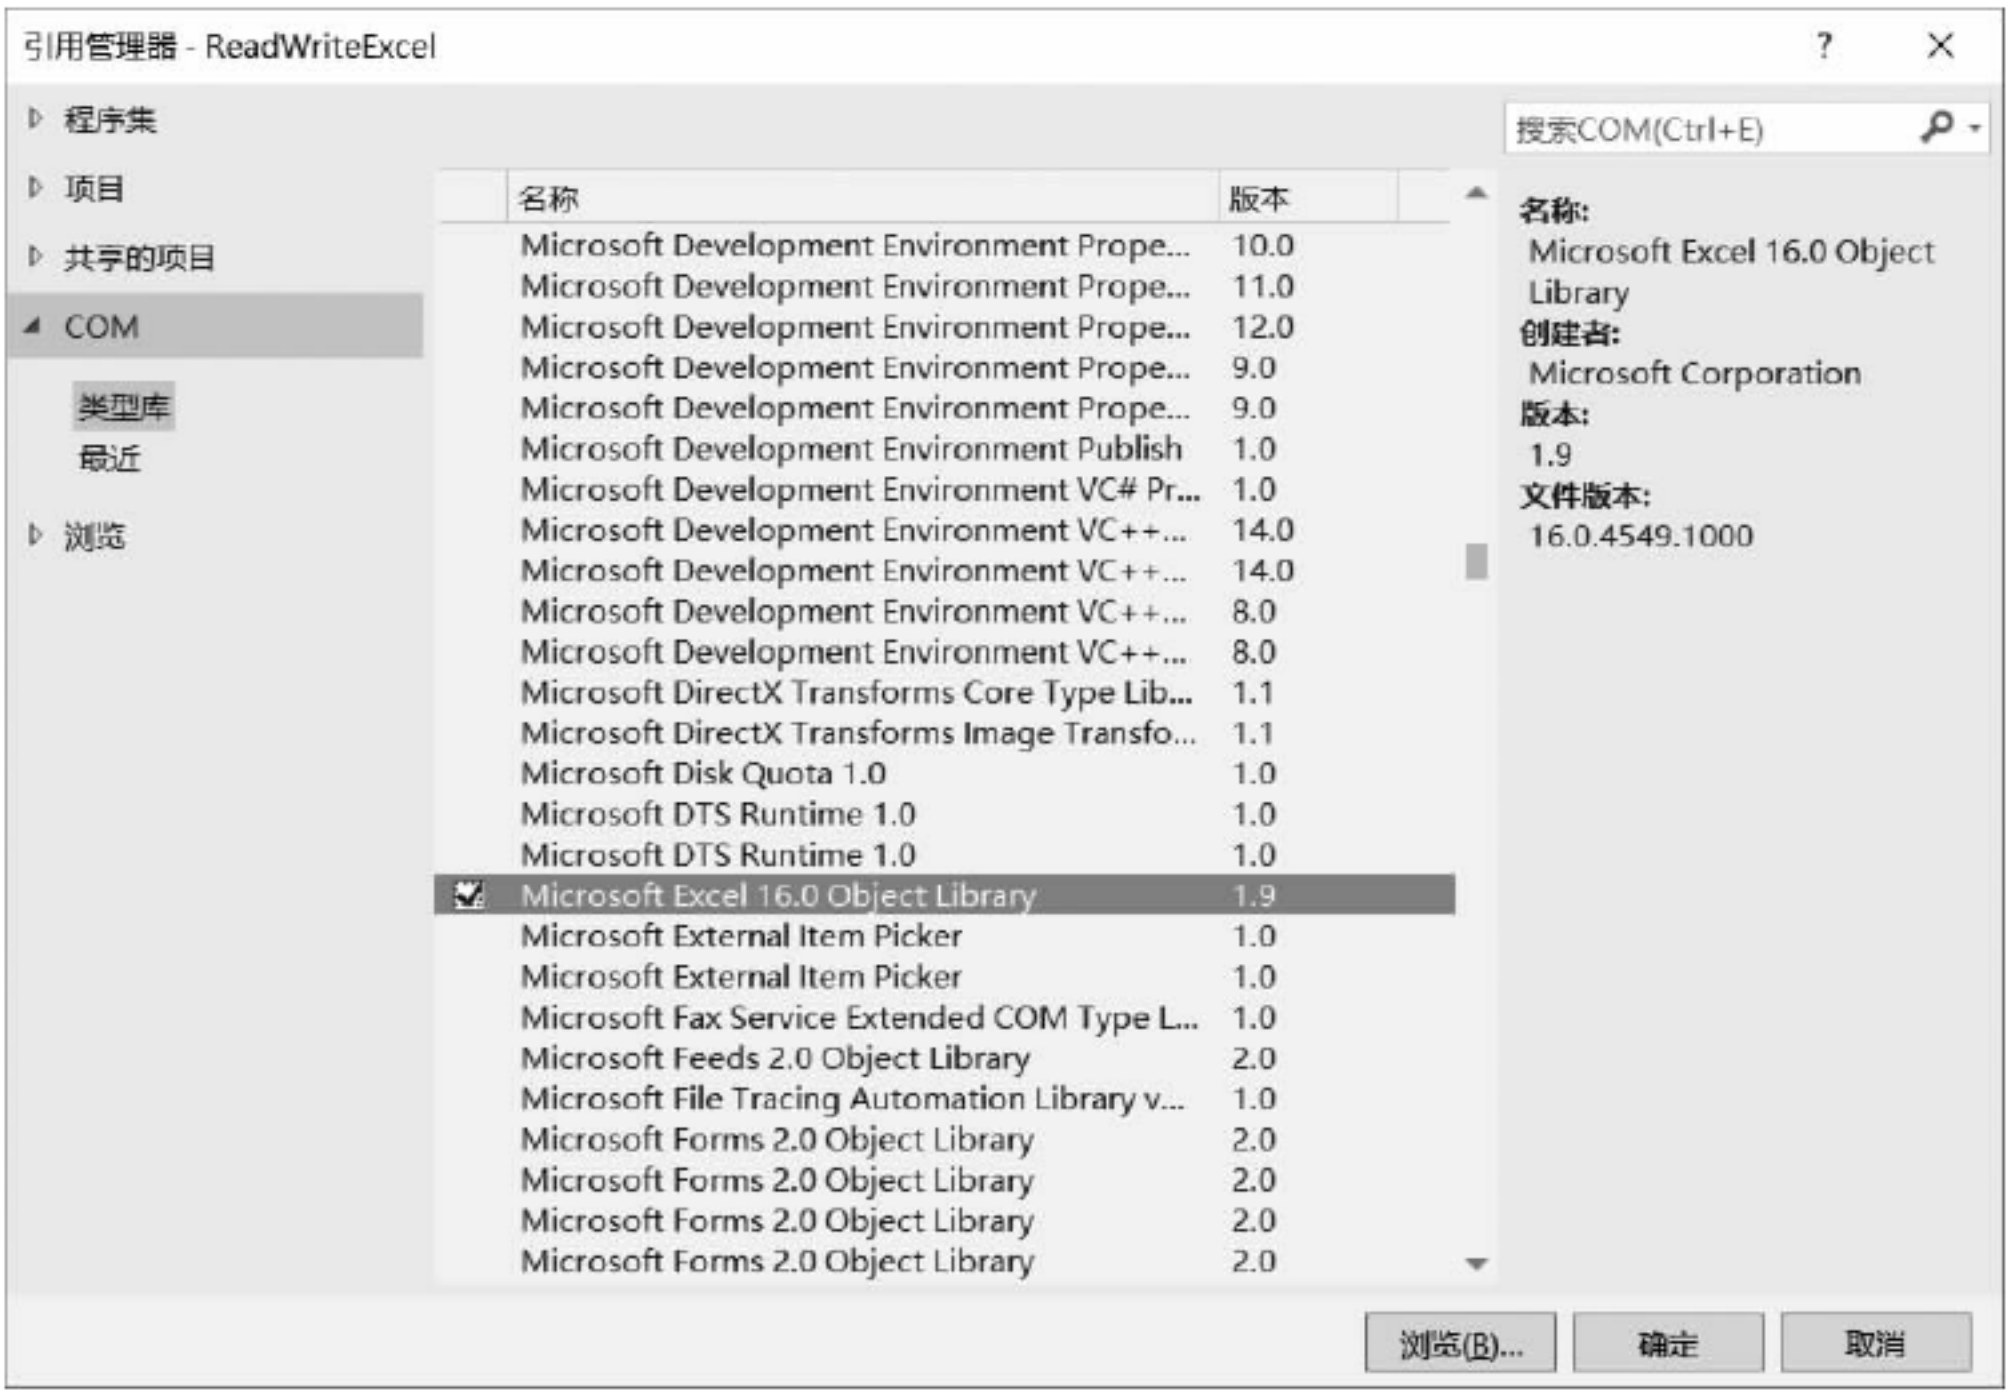 引用管理器 - ReadWriteExcel
?
程序集
项目
共享的项目
COM
类型库
最近
浏览
名称 版本
Microsoft Development Environment Prope... 10.0
Microsoft Development Environment Prope... 11.0
Microsoft Development Environment Prope... 12.0
Microsoft Development Environment Prope... 9.0
Microsoft Development Environment Prope... 9.0
Microsoft Development Environment Publish 1.0
Microsoft Development Environment VC# Pr... 1.0
Microsoft Development Environment VC++... 14.0
Microsoft Development Environment VC++... 14.0
Microsoft Development Environment VC++... 8.0
Microsoft Development Environment VC++... 8.0
Microsoft DirectX Transforms Core Type Lib... 1.1
Microsoft DirectX Transforms Image Transfo... 1.1
Microsoft Disk Quota 1.0 1.0
Microsoft DTS Runtime 1.0 1.0
Microsoft DTS Runtime 1.0 1.0
Microsoft Excel 16.0 Object Library 1.9
Microsoft External Item Picker 1.0
Microsoft External Item Picker 1.0
Microsoft Fax Service Extended COM Type L... 1.0
Microsoft Feeds 2.0 Object Library 2.0
Microsoft File Tracing Automation Library v... 1.0
Microsoft Forms 2.0 Object Library 2.0
Microsoft Forms 2.0 Object Library 2.0
Microsoft Forms 2.0 Object Library 2.0
Microsoft Forms 2.0 Object Library 2.0
搜索COM(Ctrl+E)
名称:
Microsoft Excel 16.0 Object
Library
创建者:
Microsoft Corporation
版本:
1.9
文件版本:
16.0.4549.1000
浏览(B)... 确定 取消